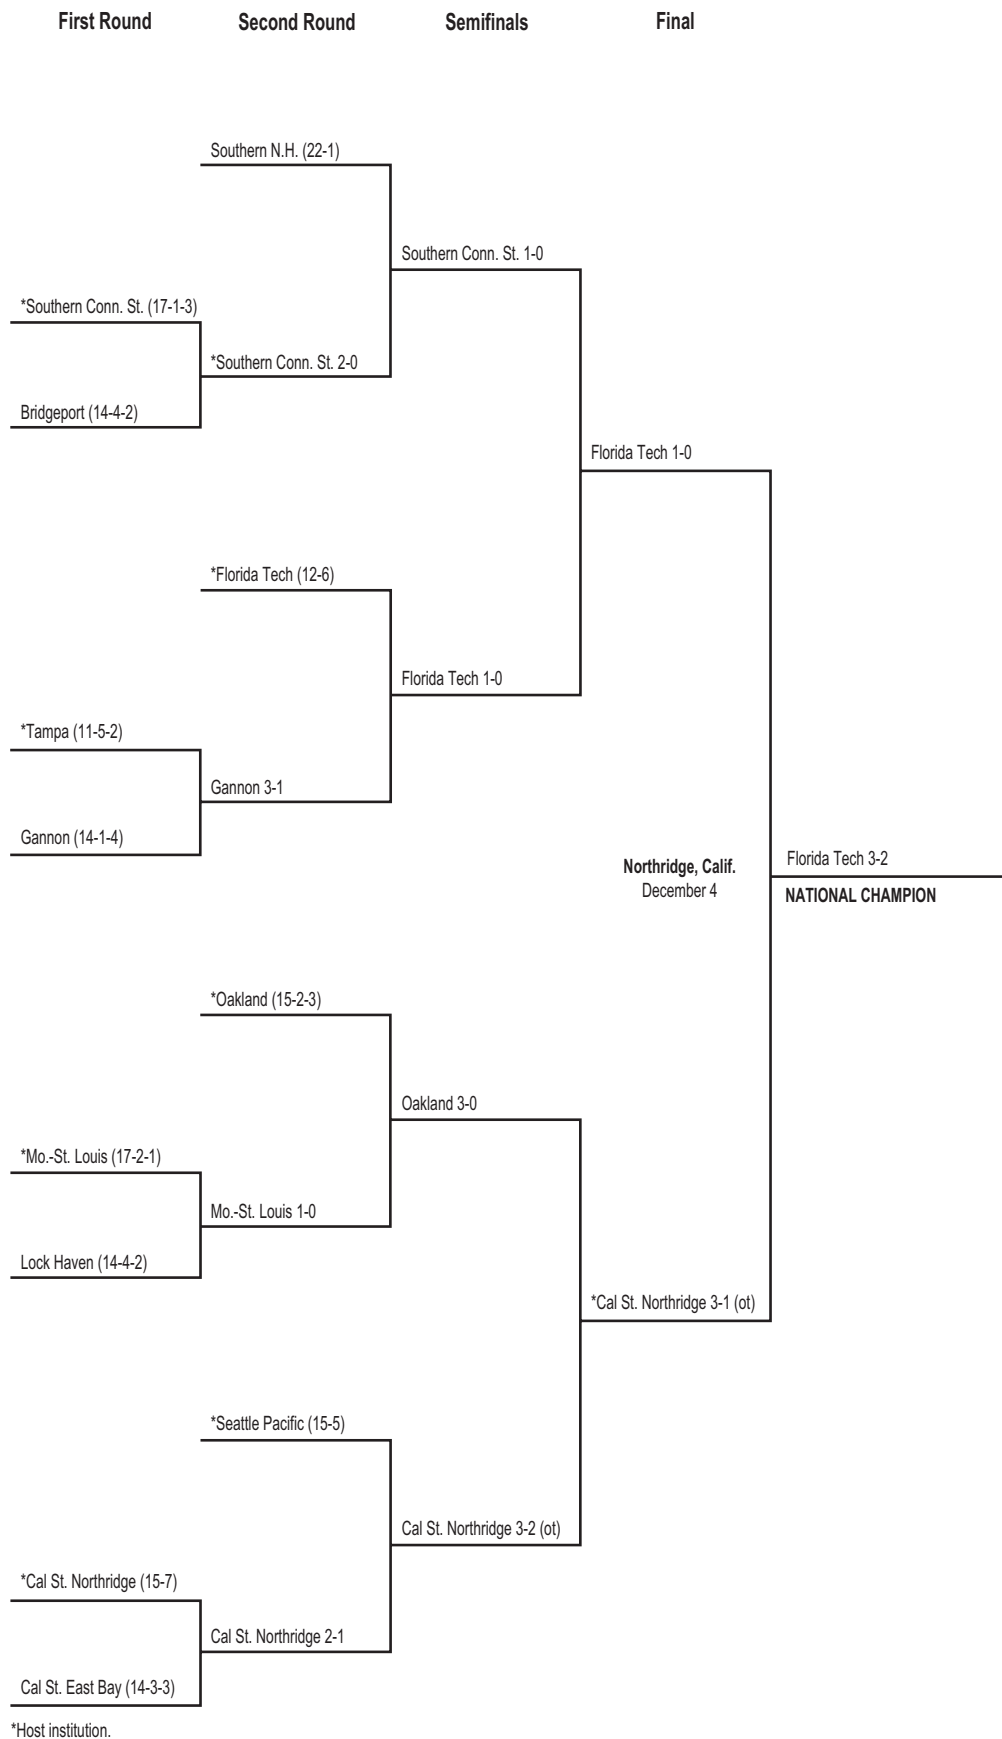 First Round Second Round Semifinals Final
Southern N.H. (22-1)
Southern Conn. St. 1-0
*Southern Conn. St. (17-1-3)
*Southern Conn. St. 2-0
Bridgeport (14-4-2)
Florida Tech 1-0
*Florida Tech (12-6)
Florida Tech 1-0
*Tampa (11-5-2)
Gannon 3-1
Gannon (14-1-4)
Florida Tech 3-2
Northridge, Calif.
December 4
NATIONAL CHAMPION
*Oakland (15-2-3)
Oakland 3-0
*Mo.-St. Louis (17-2-1)
Mo.-St. Louis 1-0
Lock Haven (14-4-2)
*Cal St. Northridge 3-1 (ot)
*Seattle Pacific (15-5)
Cal St. Northridge 3-2 (ot)
*Cal St. Northridge (15-7)
Cal St. Northridge 2-1
Cal St. East Bay (14-3-3)
*Host institution.